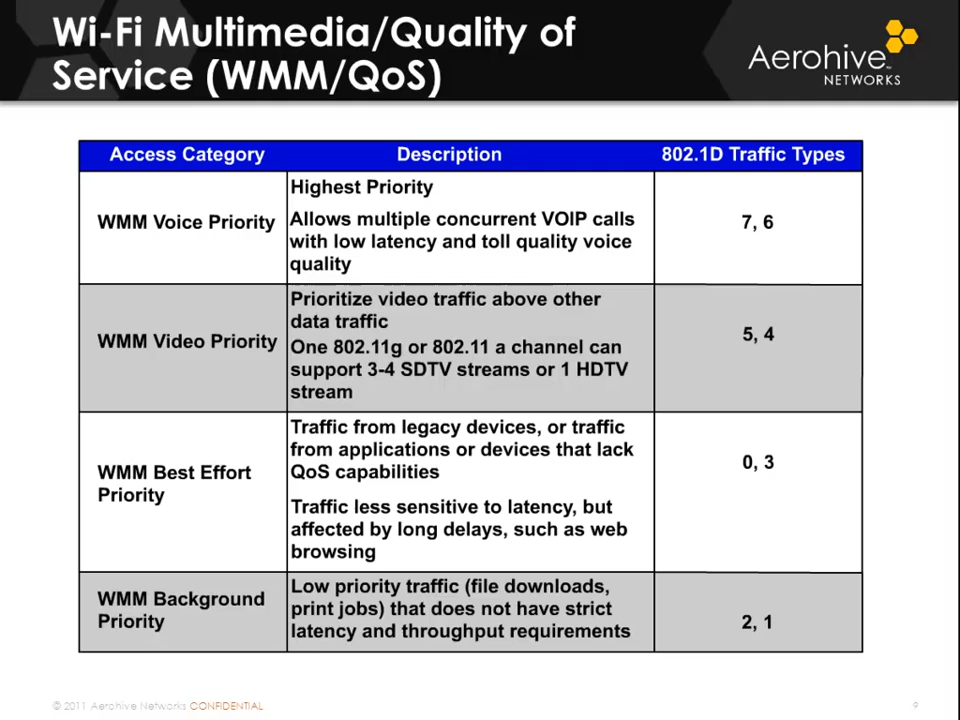 Wi-Fi Multimedia/Quality of
Service (WMM/QoS)
Aerohive™
NETWORKS
Access Category
Description
802.1D Traffic Types
WMM Voice Priority
Highest Priority
Allows multiple concurrent VOIP calls
with low latency and toll quality voice
quality
7, 6
WMM Video Priority
Prioritize video traffic above other
data traffic
One 802.11g or 802.11 a channel can
support 3-4 SDTV streams or 1 HDTV
stream
5, 4
WMM Best Effort
Priority
Traffic from legacy devices, or traffic
from applications or devices that lack
QoS capabilities
Traffic less sensitive to latency, but
affected by long delays, such as web
browsing
0, 3
WMM Background
Priority
Low priority traffic (file downloads,
print jobs) that does not have strict
latency and throughput requirements
2, 1
© 2011 Aerohive Networks CONFIDENTIAL
9